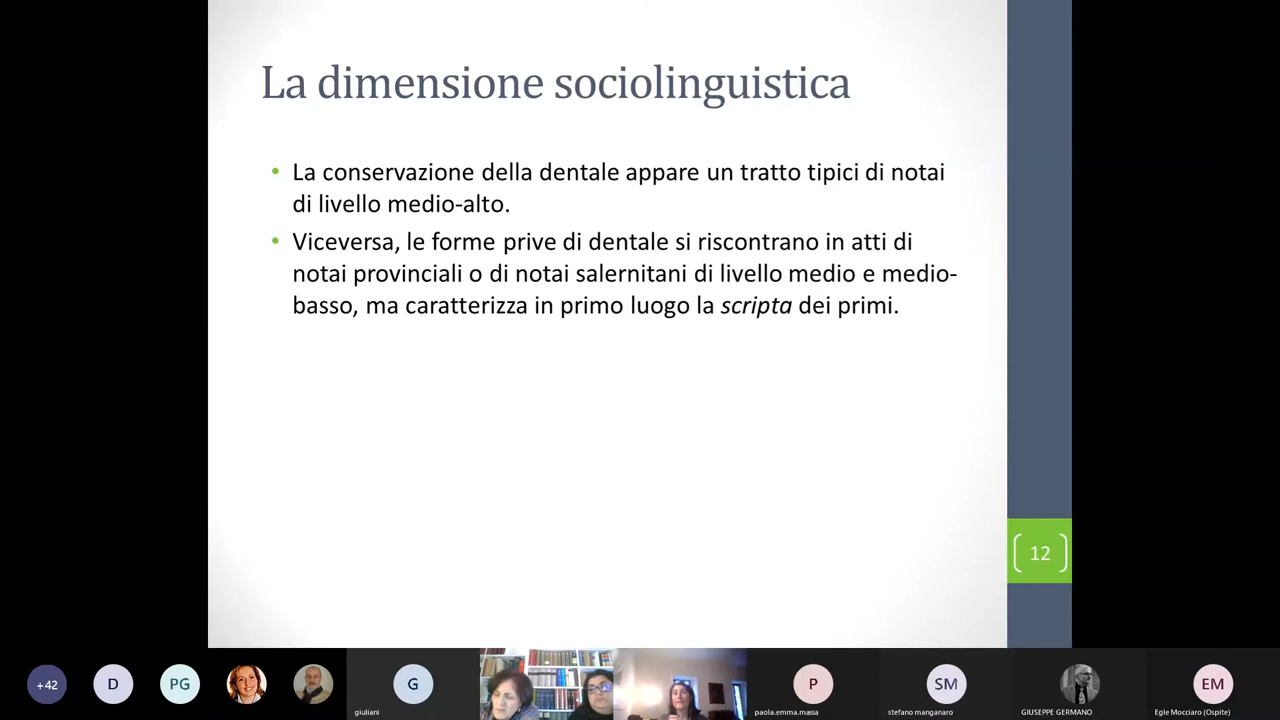 La dimensione sociolinguistica
• La conservazione della dentale appare un tratto tipici di notai
di livello medio-alto.
• Viceversa, le forme prive di dentale si riscontrano in atti di
notai provinciali o di notai salernitani di livello medio e medio-
basso, ma caratterizza in primo luogo la scripta dei primi.
12
+42
D
PG
G
P
SM
EM
giuliani
paola.emma.massa
stefano manganaro
GIUSEPPE GERMANO
Egle Mocciaro (Ospite)